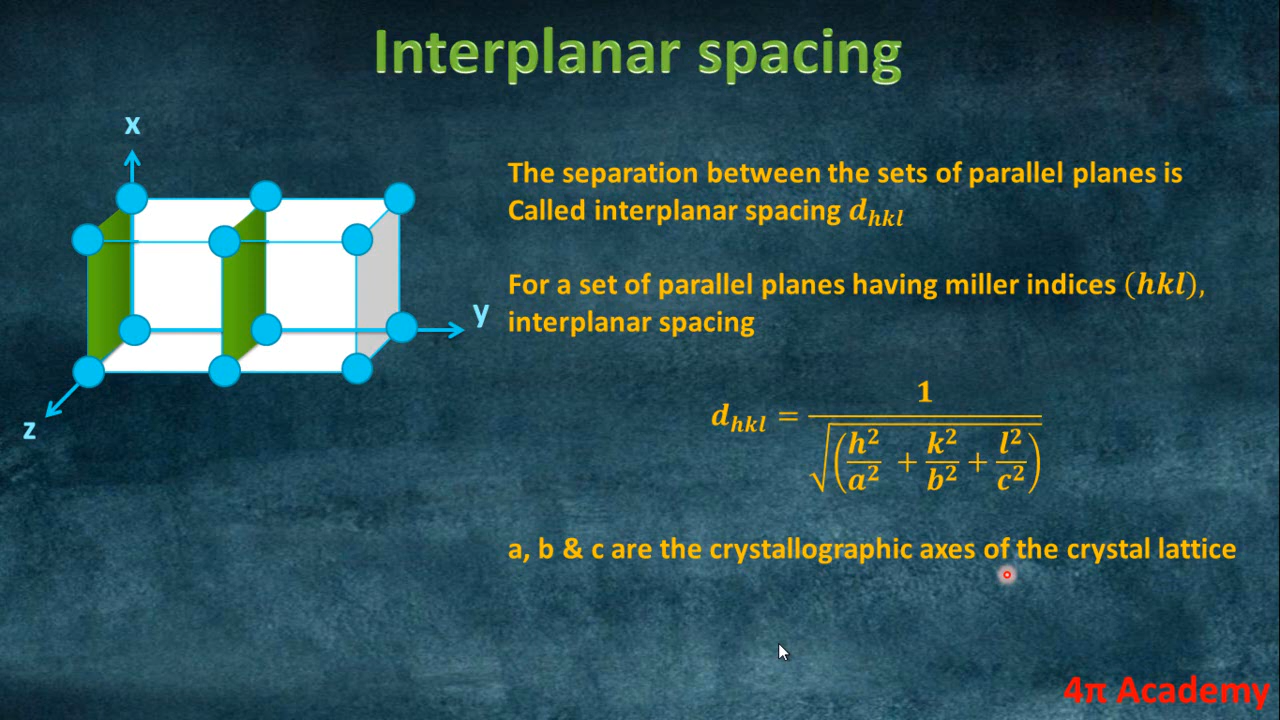 Interplanar spacing
x
y
z
The separation between the sets of parallel planes is
Called interplanar spacing 𝒅ₕₖₗ
For a set of parallel planes having miller indices (hkl),
interplanar spacing
dₕₖₗ = 1 / √(h²/a² + k²/b² + l²/c²)
a, b & c are the crystallographic axes of the crystal lattice
4π Academy